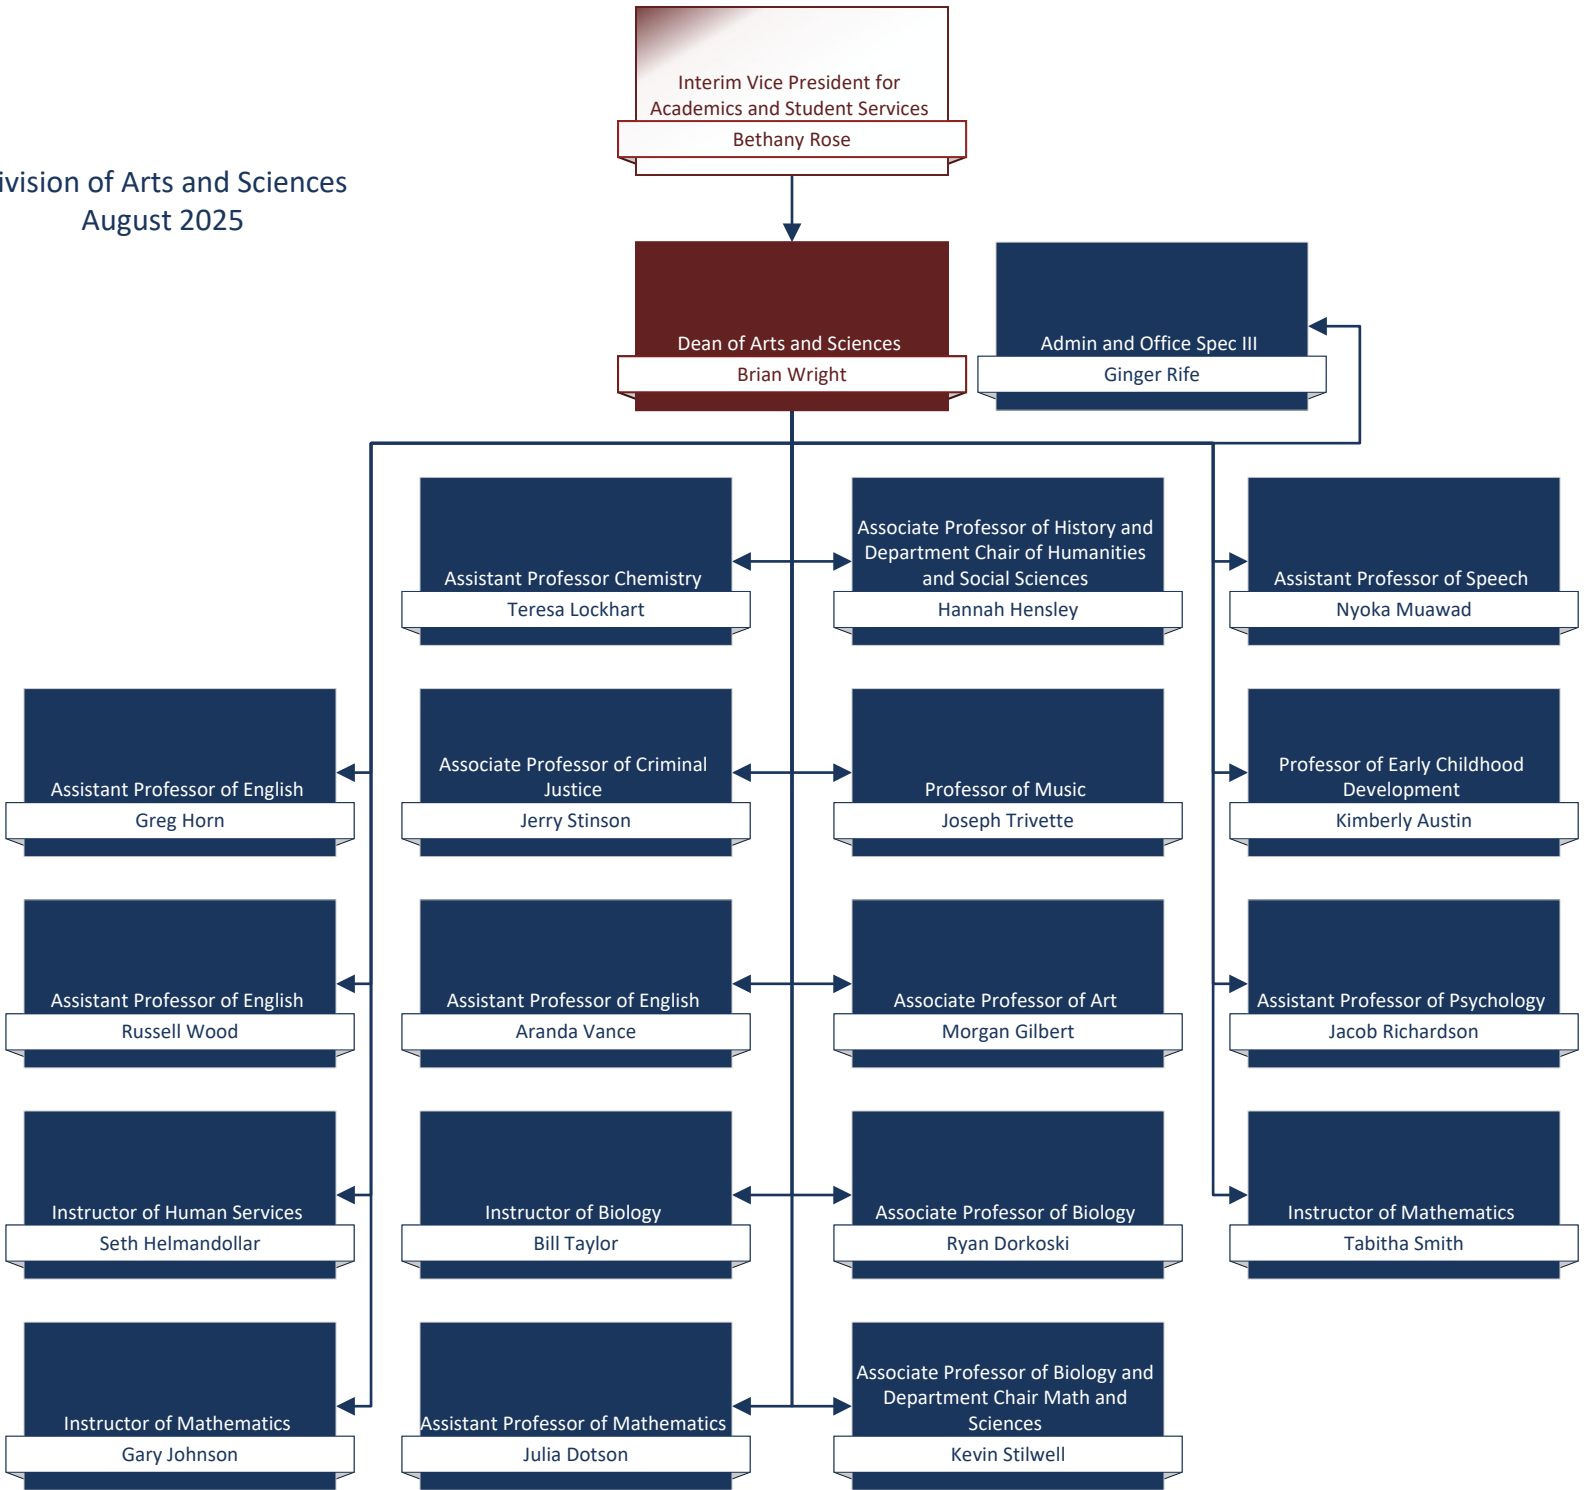 Interim Vice President for
Academics and Student Services
Bethany Rose
ivision of Arts and Sciences
August 2025
Dean of Arts and Sciences
Brian Wright
Admin and Office Spec III
Ginger Rife
Assistant Professor Chemistry
Teresa Lockhart
Associate Professor of History and
Department Chair of Humanities
and Social Sciences
Hannah Hensley
Assistant Professor of Speech
Nyoka Muawad
Assistant Professor of English
Greg Horn
Associate Professor of Criminal
Justice
Jerry Stinson
Professor of Music
Joseph Trivette
Professor of Early Childhood
Development
Kimberly Austin
Assistant Professor of English
Russell Wood
Assistant Professor of English
Aranda Vance
Associate Professor of Art
Morgan Gilbert
Assistant Professor of Psychology
Jacob Richardson
Instructor of Human Services
Seth Helmandollar
Instructor of Biology
Bill Taylor
Associate Professor of Biology
Ryan Dorkoski
Instructor of Mathematics
Tabitha Smith
Instructor of Mathematics
Gary Johnson
Assistant Professor of Mathematics
Julia Dotson
Associate Professor of Biology and
Department Chair Math and
Sciences
Kevin Stilwell